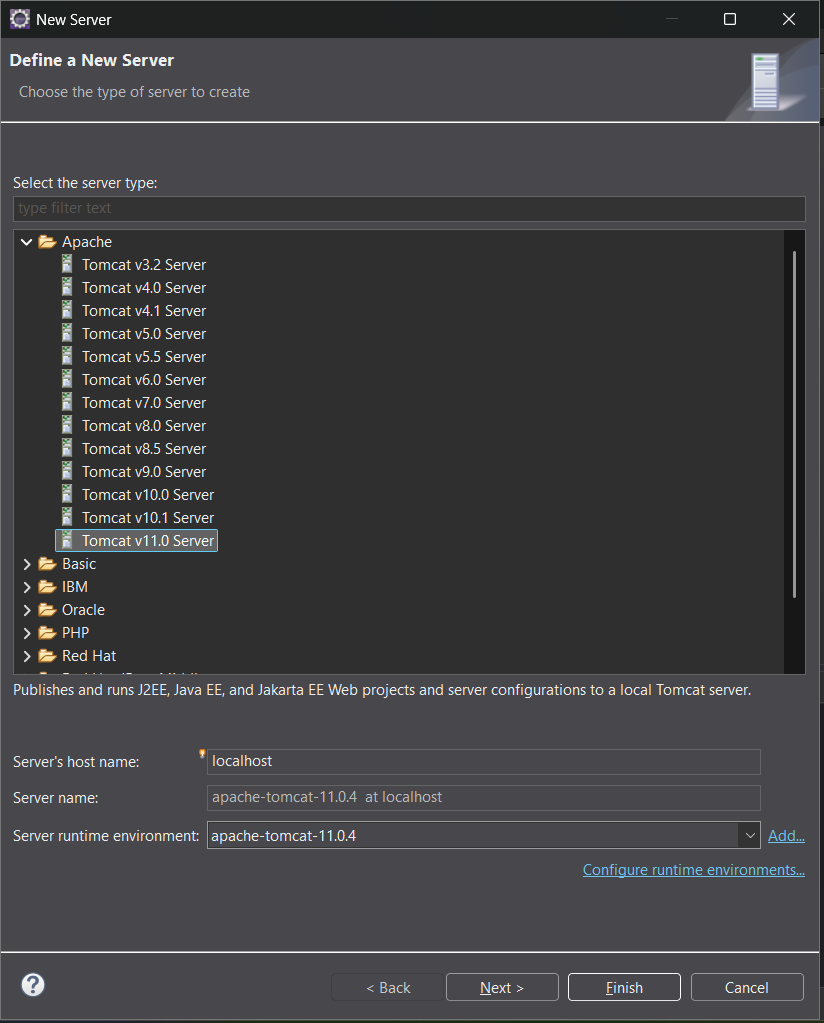 New Server
Define a New Server
Choose the type of server to create
Select the server type:
type filter text
Apache
Tomcat v3.2 Server
Tomcat v4.0 Server
Tomcat v4.1 Server
Tomcat v5.0 Server
Tomcat v5.5 Server
Tomcat v6.0 Server
Tomcat v7.0 Server
Tomcat v8.0 Server
Tomcat v8.5 Server
Tomcat v9.0 Server
Tomcat v10.0 Server
Tomcat v10.1 Server
Tomcat v11.0 Server
Basic
IBM
Oracle
PHP
Red Hat
Publishes and runs J2EE, Java EE, and Jakarta EE Web projects and server configurations to a local Tomcat server.
Server's host name: localhost
Server name: apache-tomcat-11.0.4 at localhost
Server runtime environment: apache-tomcat-11.0.4 Add...
Configure runtime environments...
? < Back Next > Finish Cancel